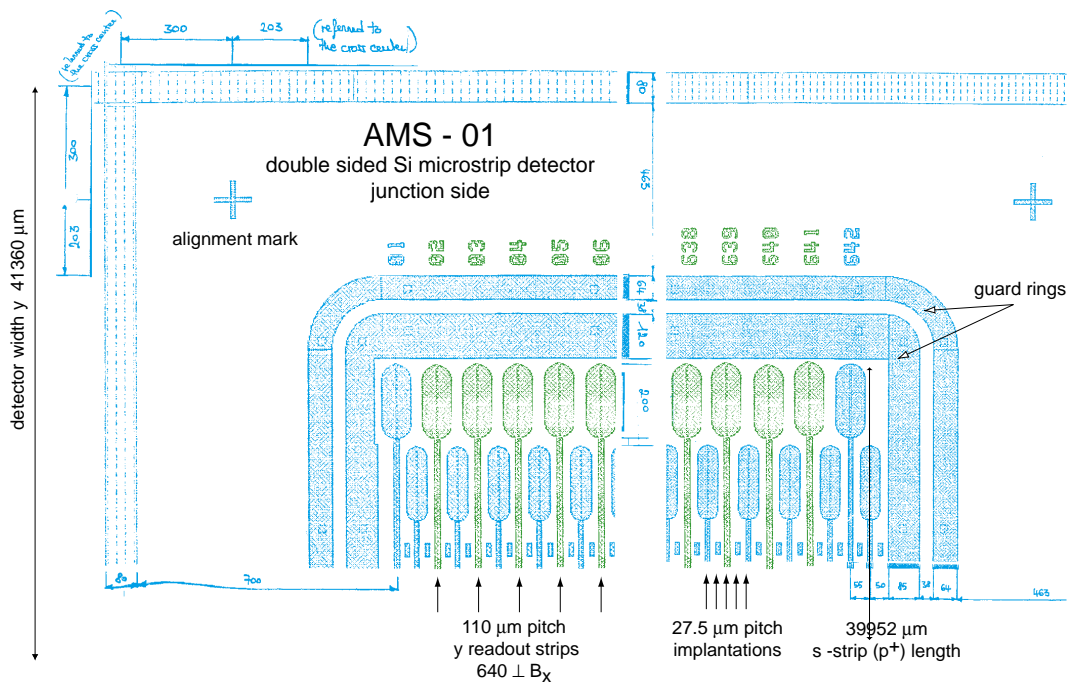 300
203
(referred to
the cross center)
(referred to
the cross center)
300
203
80
AMS - 01
double sided Si microstrip detector
junction side
463
alignment mark
01
02
03
04
05
06
638
639
640
641
642
64
38
120
200
guard rings
detector width y 41360 µm
80
700
55
50
85
38
64
463
110 µm pitch
y readout strips
640 ⊥ Bx
27.5 µm pitch
implantations
39952 µm
s -strip (p+) length